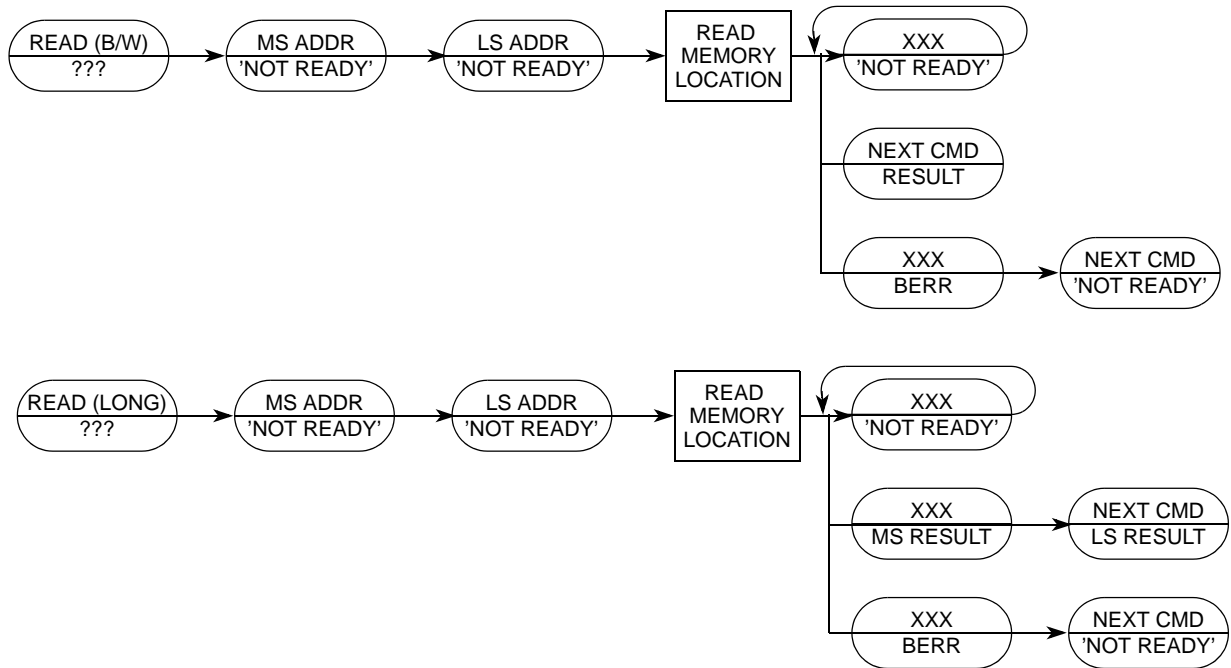 READ (B/W)
???
MS ADDR
'NOT READY'
LS ADDR
'NOT READY'
READ
MEMORY
LOCATION
XXX
'NOT READY'
NEXT CMD
RESULT
XXX
BERR
NEXT CMD
'NOT READY'
READ (LONG)
???
MS ADDR
'NOT READY'
LS ADDR
'NOT READY'
READ
MEMORY
LOCATION
XXX
'NOT READY'
XXX
MS RESULT
NEXT CMD
LS RESULT
XXX
BERR
NEXT CMD
'NOT READY'